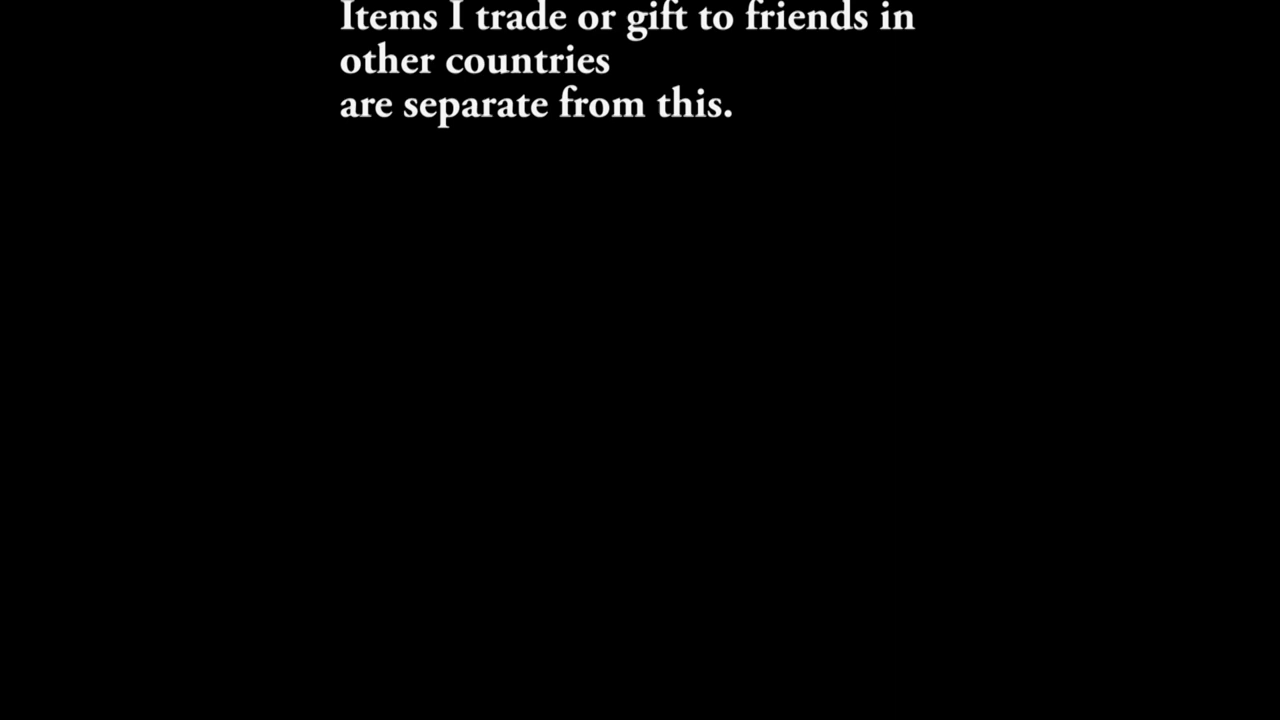 Items I trade or gift to friends in
other countries
are separate from this.